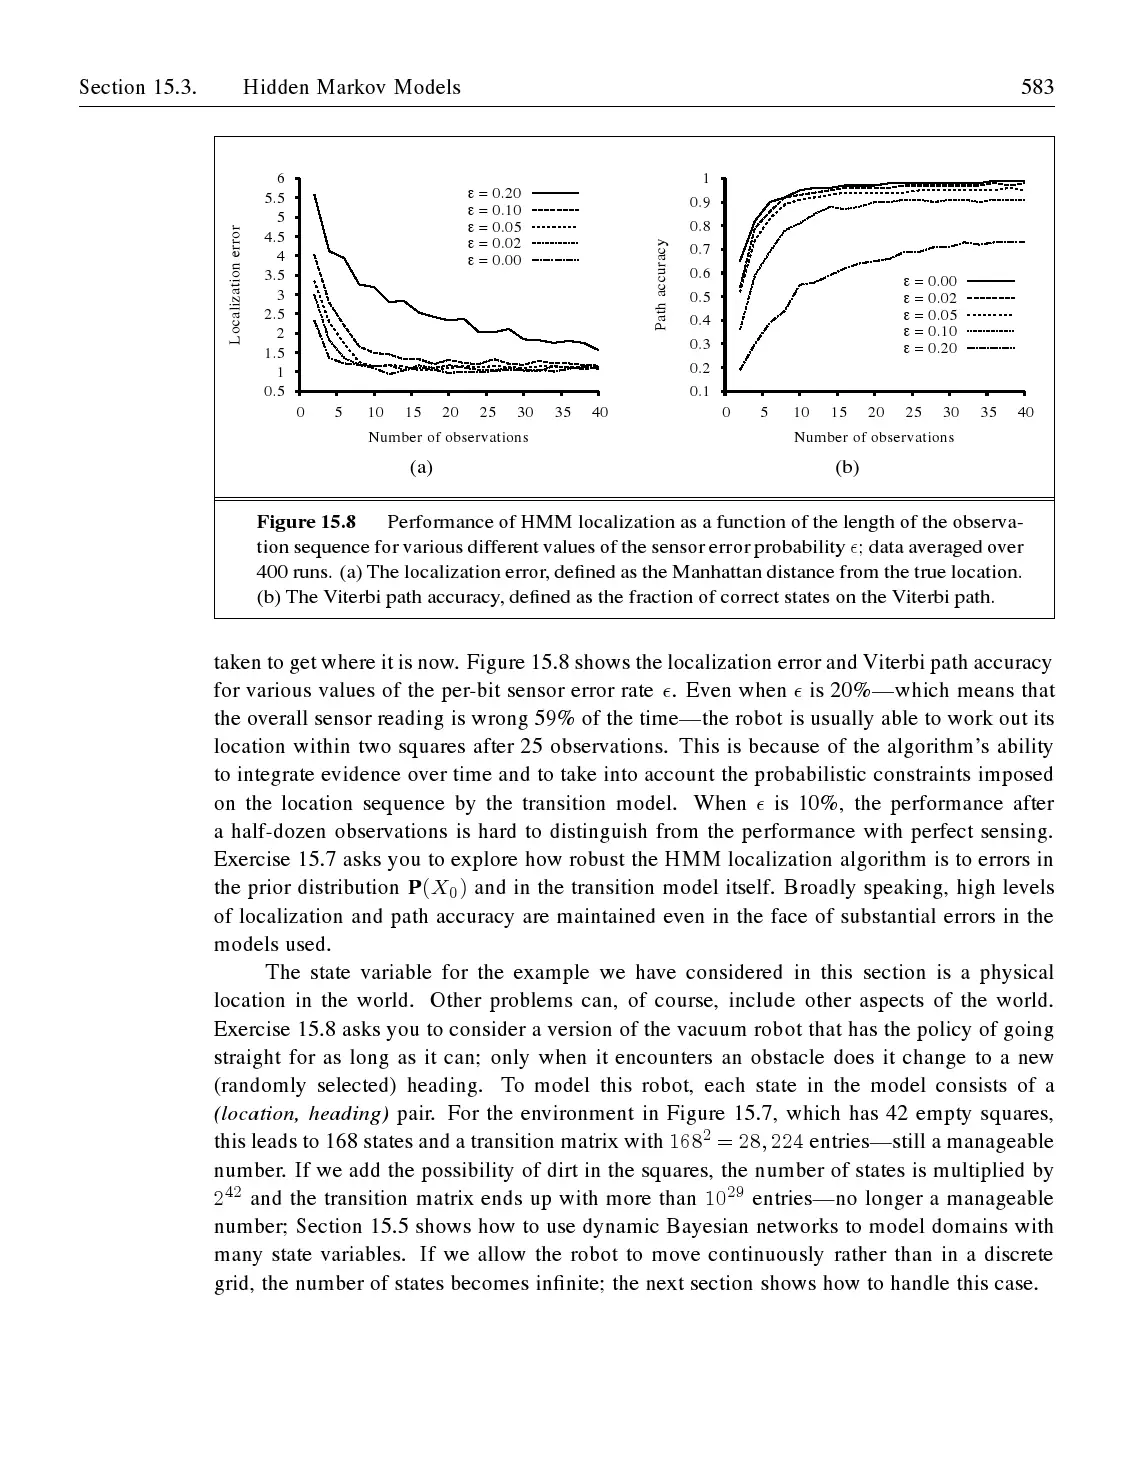 Section 15.3. Hidden Markov Models 583
6
5.5
5
4.5
4
3.5
3
2.5
2
1.5
1
0.5
Localization error
ε = 0.20
ε = 0.10
ε = 0.05
ε = 0.02
ε = 0.00
0 5 10 15 20 25 30 35 40
Number of observations
(a)
1
0.9
0.8
0.7
0.6
0.5
0.4
0.3
0.2
0.1
Path accuracy
ε = 0.00
ε = 0.02
ε = 0.05
ε = 0.10
ε = 0.20
0 5 10 15 20 25 30 35 40
Number of observations
(b)
Figure 15.8 Performance of HMM localization as a function of the length of the observa-
tion sequence for various different values of the sensor error probability ϵ; data averaged over
400 runs. (a) The localization error, defined as the Manhattan distance from the true location.
(b) The Viterbi path accuracy, defined as the fraction of correct states on the Viterbi path.
taken to get where it is now. Figure 15.8 shows the localization error and Viterbi path accuracy
for various values of the per-bit sensor error rate ϵ. Even when ϵ is 20%—which means that
the overall sensor reading is wrong 59% of the time—the robot is usually able to work out its
location within two squares after 25 observations. This is because of the algorithm's ability
to integrate evidence over time and to take into account the probabilistic constraints imposed
on the location sequence by the transition model. When ϵ is 10%, the performance after
a half-dozen observations is hard to distinguish from the performance with perfect sensing.
Exercise 15.7 asks you to explore how robust the HMM localization algorithm is to errors in
the prior distribution P(X₀) and in the transition model itself. Broadly speaking, high levels
of localization and path accuracy are maintained even in the face of substantial errors in the
models used.
The state variable for the example we have considered in this section is a physical
location in the world. Other problems can, of course, include other aspects of the world.
Exercise 15.8 asks you to consider a version of the vacuum robot that has the policy of going
straight for as long as it can; only when it encounters an obstacle does it change to a new
(randomly selected) heading. To model this robot, each state in the model consists of a
(location, heading) pair. For the environment in Figure 15.7, which has 42 empty squares,
this leads to 168 states and a transition matrix with 168² = 28, 224 entries—still a manageable
number. If we add the possibility of dirt in the squares, the number of states is multiplied by
2⁴² and the transition matrix ends up with more than 10²⁹ entries—no longer a manageable
number; Section 15.5 shows how to use dynamic Bayesian networks to model domains with
many state variables. If we allow the robot to move continuously rather than in a discrete
grid, the number of states becomes infinite; the next section shows how to handle this case.